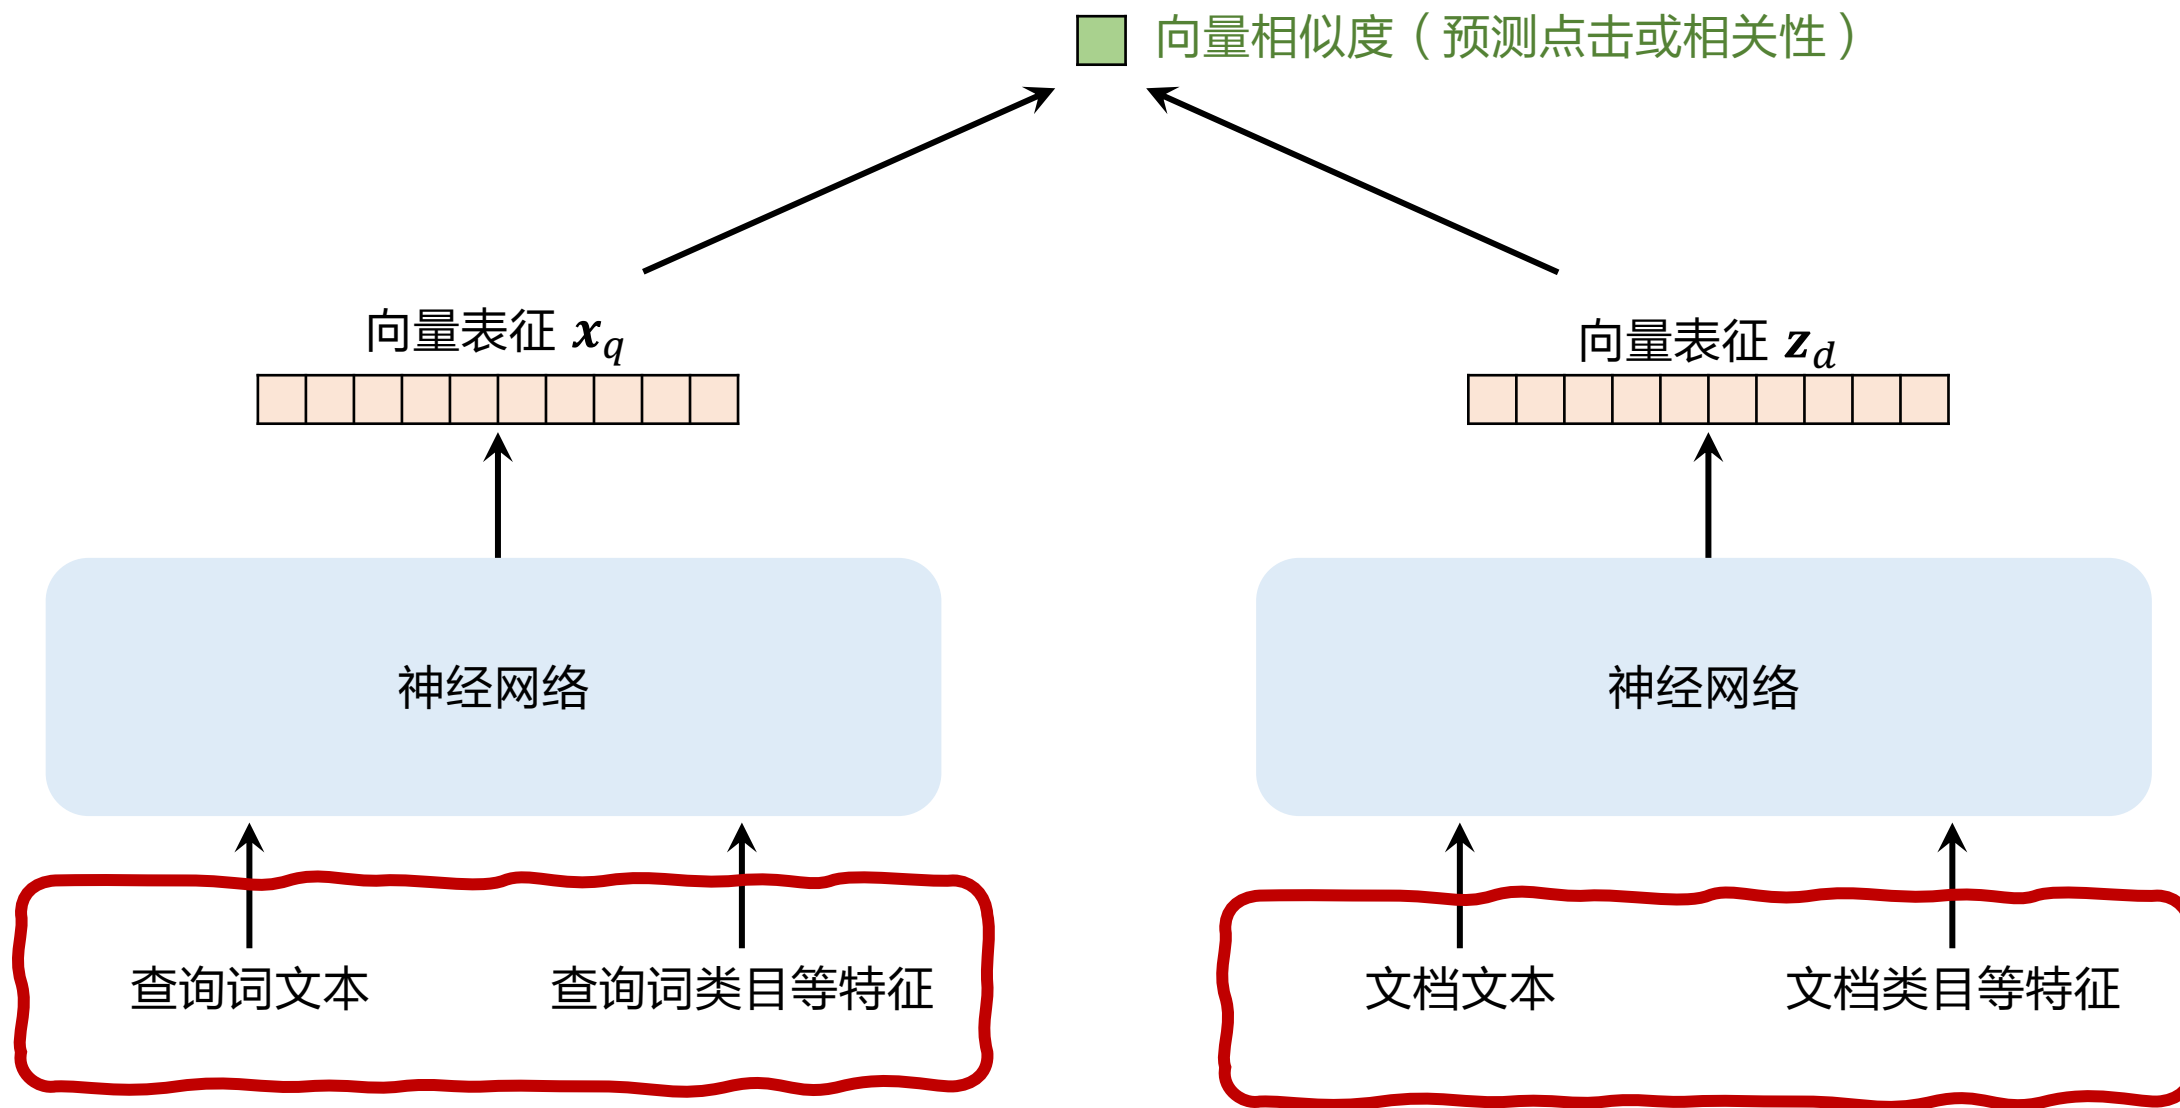 向量相似度（预测点击或相关性）
向量表征 x_q
向量表征 z_d
神经网络
神经网络
查询词文本
查询词类目等特征
文档文本
文档类目等特征